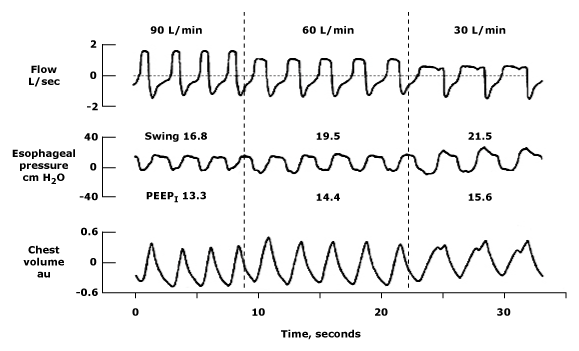 90 L/min 60 L/min 30 L/min
Flow
L/sec
2
0
-2
Esophageal
pressure
cm H₂O
40
0
-40
Swing 16.8 19.5 21.5
PEEP_I 13.3 14.4 15.6
Chest
volume
au
0.6
0
-0.6
0 10 20 30
Time, seconds